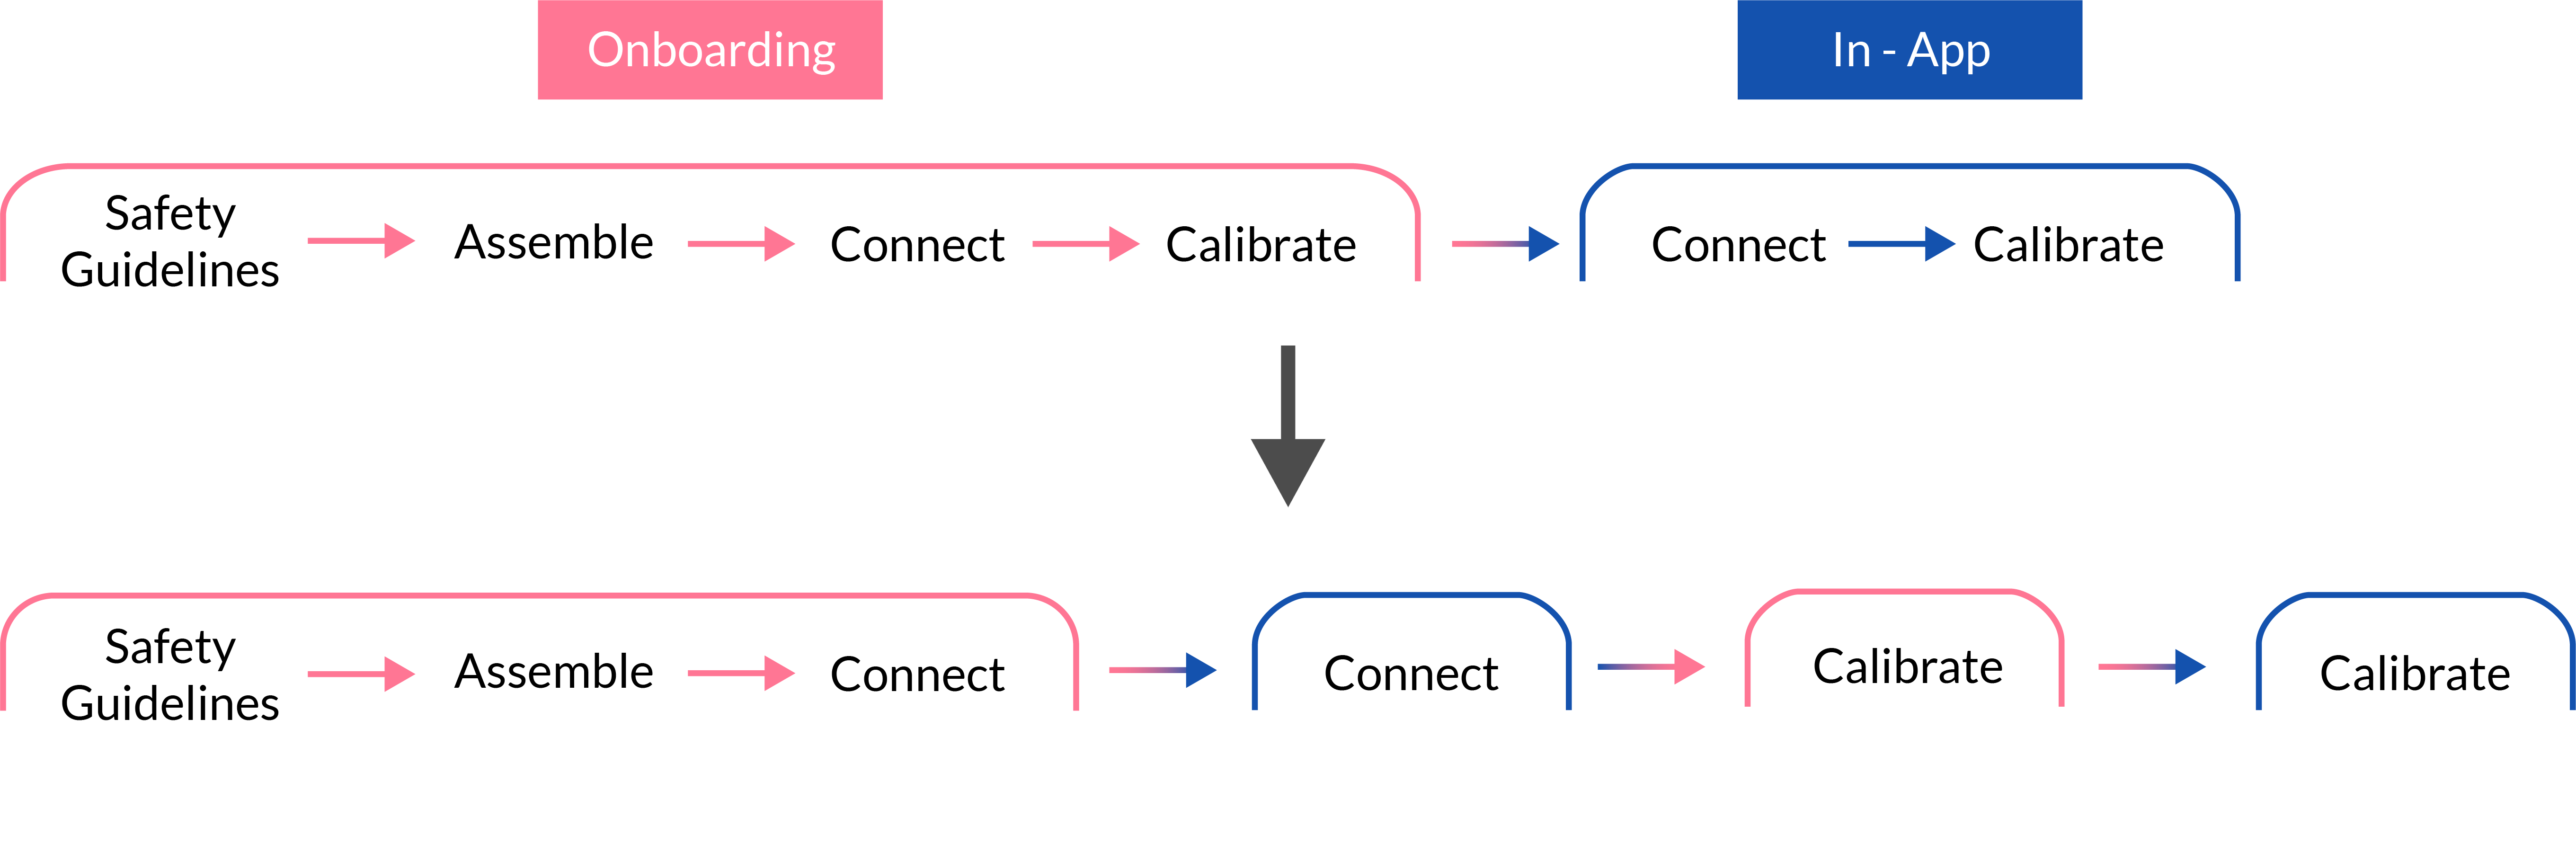 Onboarding
In - App
Safety
Guidelines
Assemble
Connect
Calibrate
Connect
Calibrate
Safety
Guidelines
Assemble
Connect
Connect
Calibrate
Calibrate